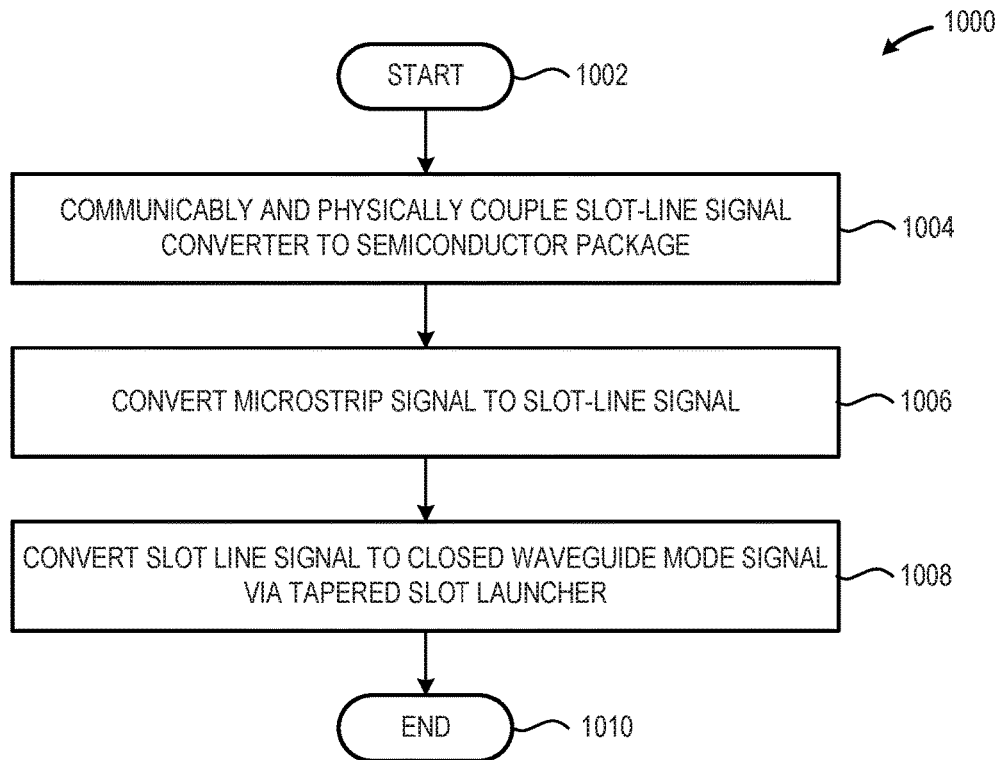 1000
START
1002
COMMUNICABLY AND PHYSICALLY COUPLE SLOT-LINE SIGNAL
CONVERTER TO SEMICONDUCTOR PACKAGE
1004
CONVERT MICROSTRIP SIGNAL TO SLOT-LINE SIGNAL
1006
CONVERT SLOT LINE SIGNAL TO CLOSED WAVEGUIDE MODE SIGNAL
VIA TAPERED SLOT LAUNCHER
1008
END
1010